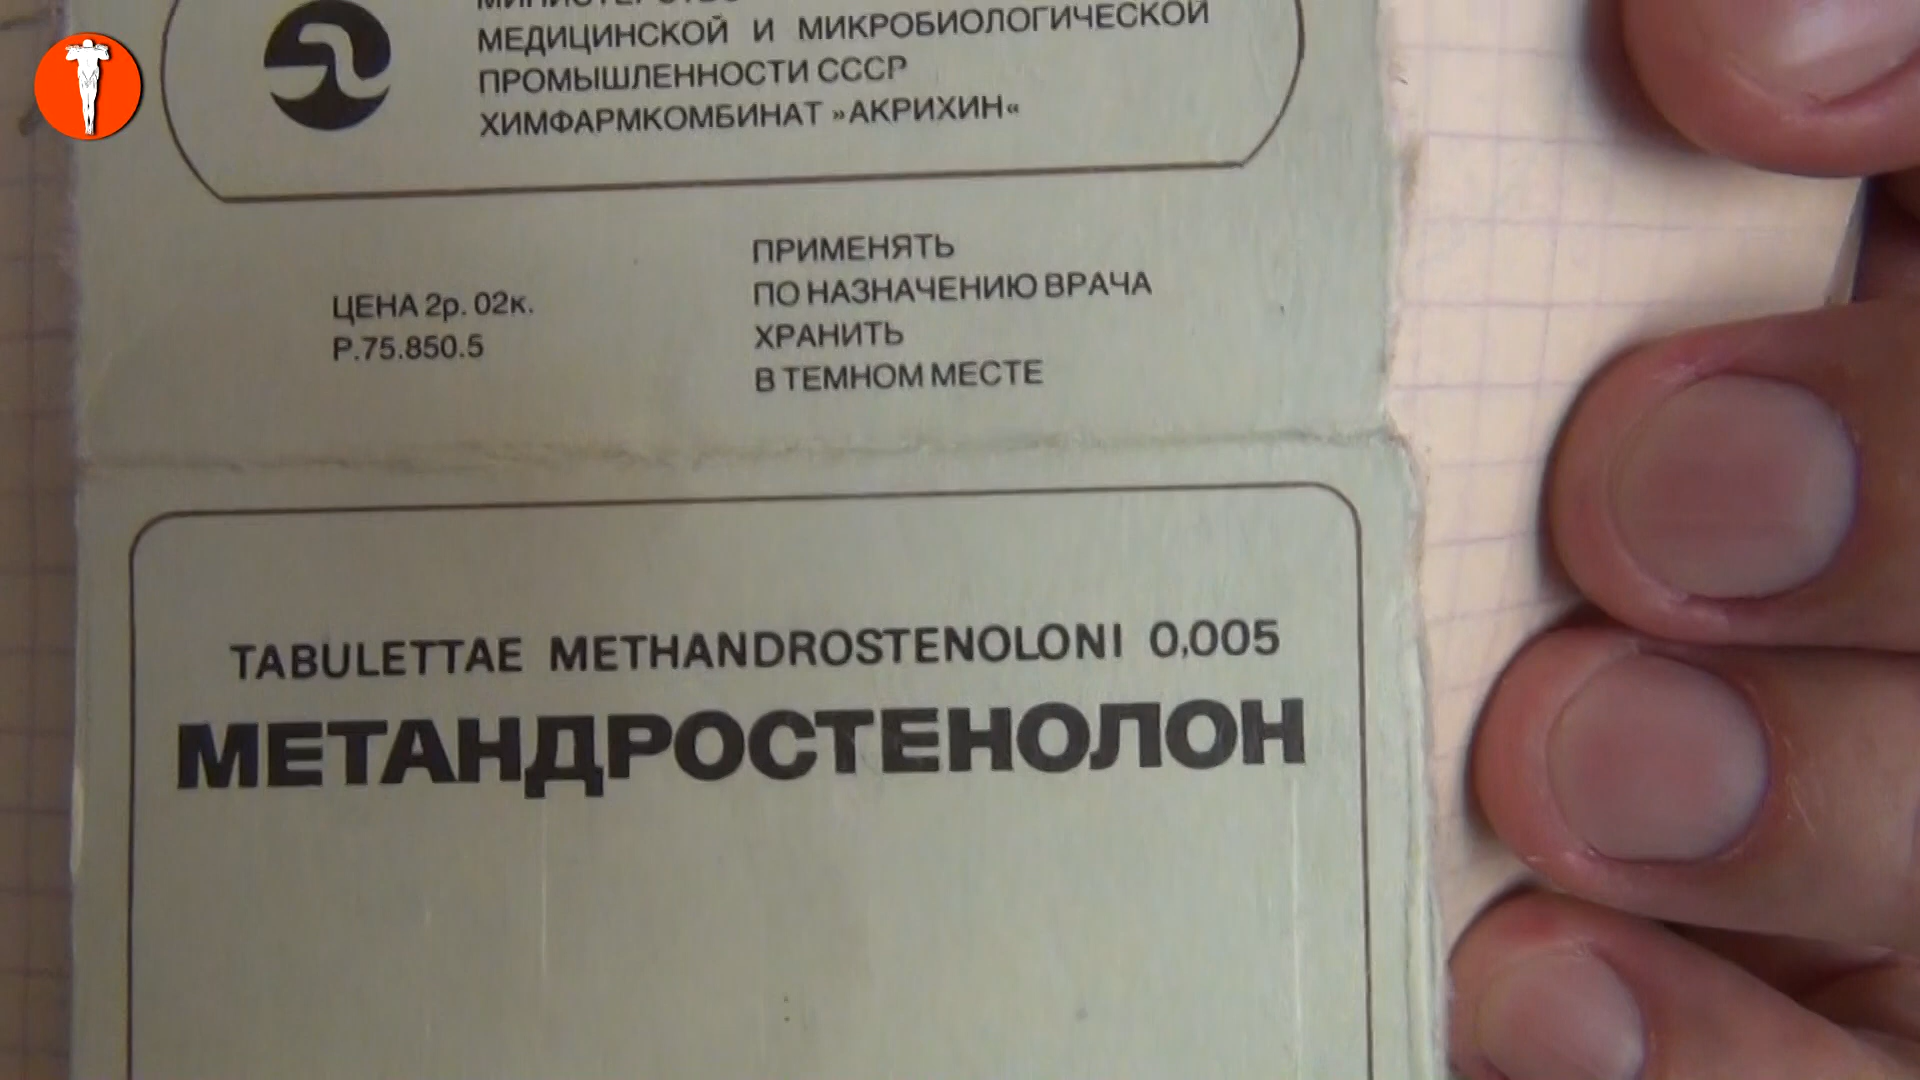 МЕДИЦИНСКОЙ И МИКРОБИОЛОГИЧЕСКОЙ
ПРОМЫШЛЕННОСТИ СССР
ХИМФАРМКОМБИНАТ »АКРИХИН«
ЦЕНА 2р. 02к.
Р.75.850.5
ПРИМЕНЯТЬ
ПО НАЗНАЧЕНИЮ ВРАЧА
ХРАНИТЬ
В ТЕМНОМ МЕСТЕ
TABULETTAE METHANDROSTENOLONI 0,005
МЕТАНДРОСТЕНОЛОН